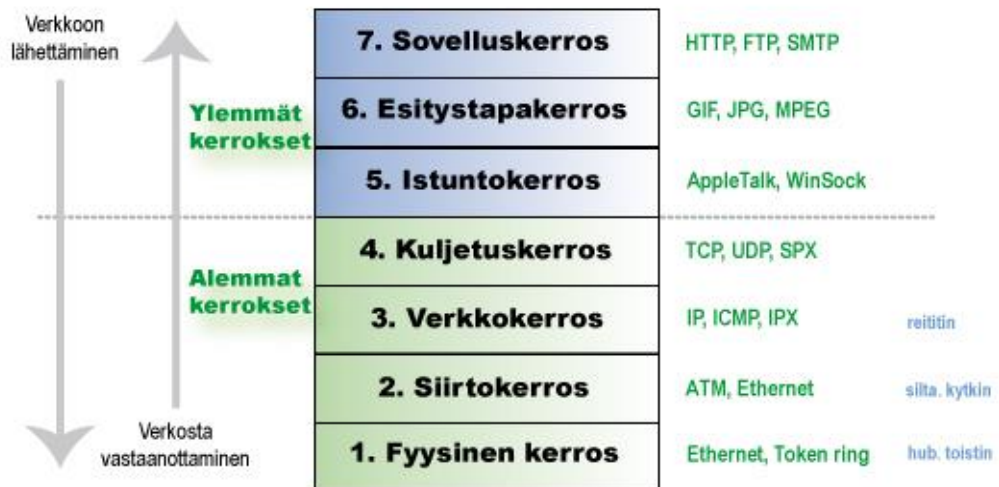 Verkkoon
lähettäminen
7. Sovelluskerros
HTTP, FTP, SMTP
Ylemmät
kerrokset
6. Esitystapakerros
GIF, JPG, MPEG
5. Istuntokerros
AppleTalk, WinSock
4. Kuljetuskerros
TCP, UDP, SPX
Alemmat
kerrokset
3. Verkkokerros
IP, ICMP, IPX
reititin
2. Siirtokerros
ATM, Ethernet
silta. kytkin
Verkosta
vastaanottaminen
1. Fyysinen kerros
Ethernet, Token ring
hub. toistin